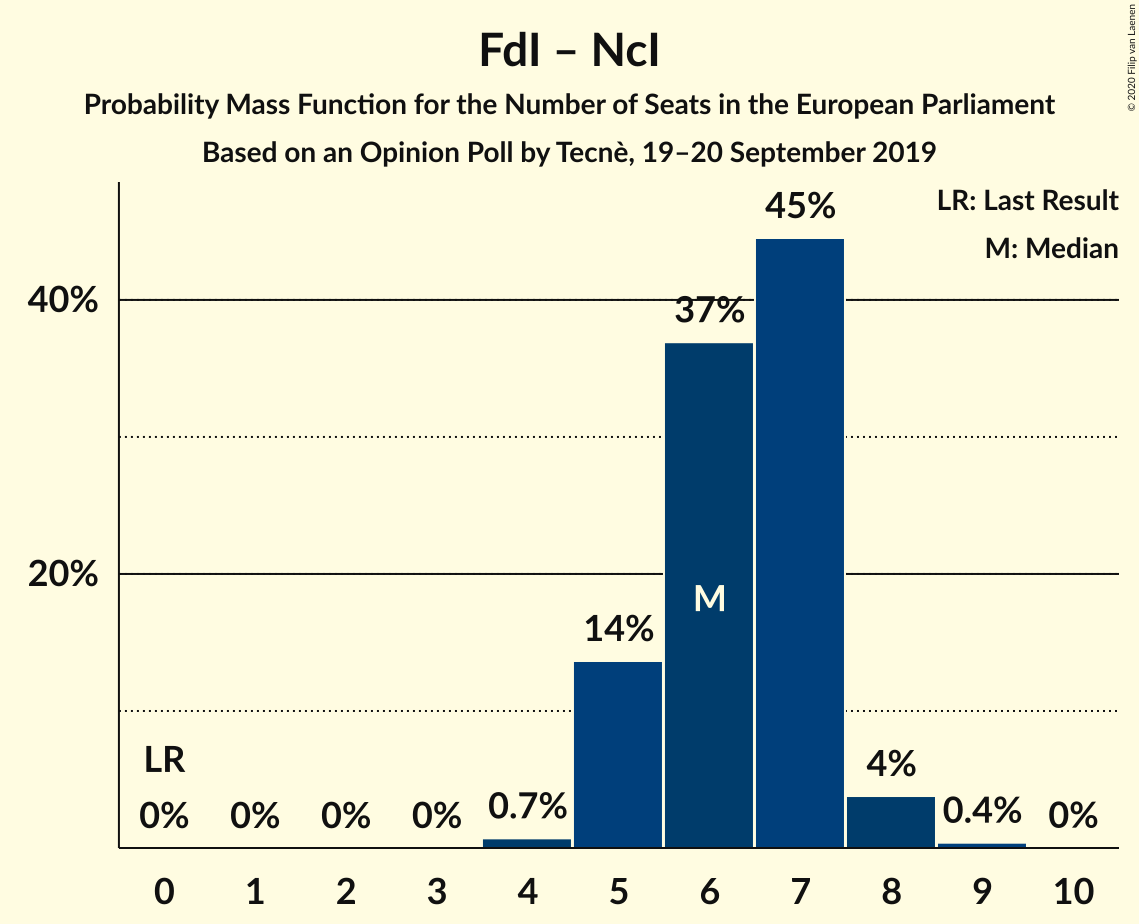 FdI – NcI
Probability Mass Function for the Number of Seats in the European Parliament
Based on an Opinion Poll by Tecnè, 19–20 September 2019
© 2020 Filip van Laenen
LR: Last Result
M: Median
45%
40%
37%
20%
M
14%
LR
4%
0% 0% 0% 0% 0.7% 0.4% 0%
0 1 2 3 4 5 6 7 8 9 10